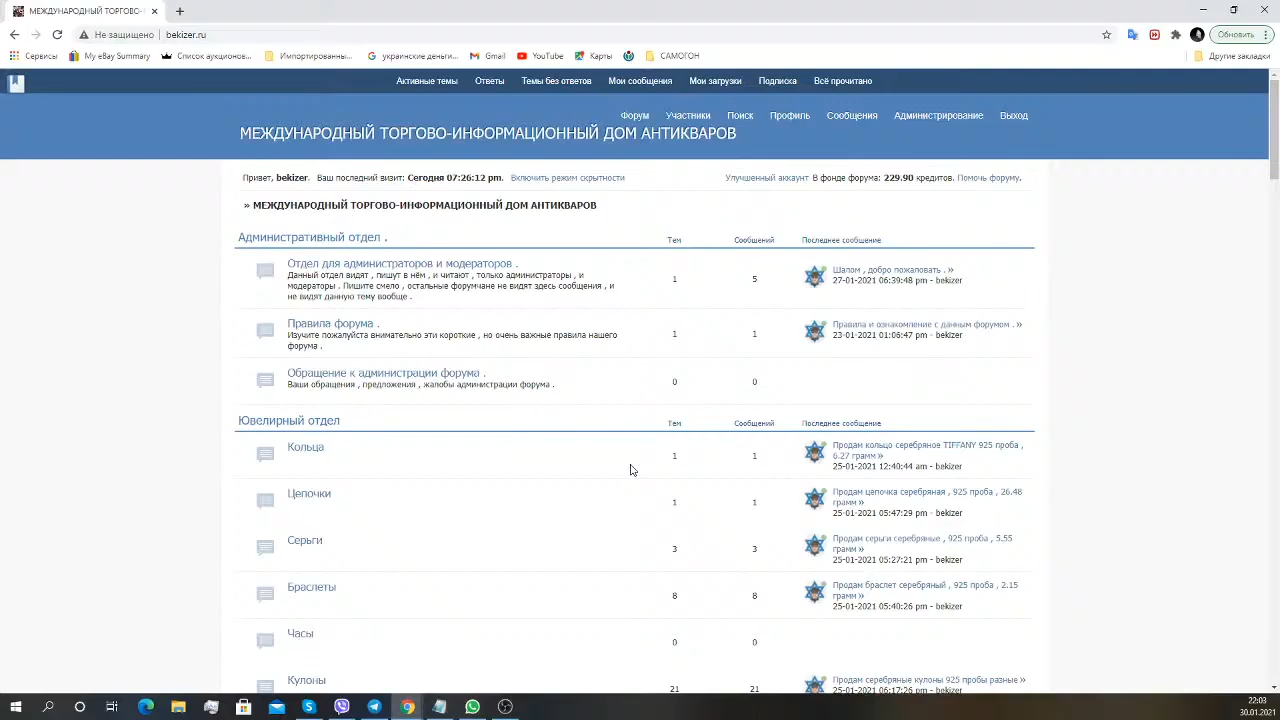 МЕЖДУНАРОДНЫЙ ТОРГОВО-
Не защищено | bekizer.ru
Обновить
Сервисы My eBay Summary Список аукционов... Импортированны... украинские деньги... Gmail YouTube Карты САМОГОН Другие закладки
Активные темы Ответы Темы без ответов Мои сообщения Мои загрузки Подписка Всё прочитано
Форум Участники Поиск Профиль Сообщения Администрирование Выход
МЕЖДУНАРОДНЫЙ ТОРГОВО-ИНФОРМАЦИОННЫЙ ДОМ АНТИКВАРОВ
Привет, bekizer. Ваш последний визит: Сегодня 07:26:12 pm. Включить режим скрытности Улучшенный аккаунт В фонде форума: 229.90 кредитов. Помочь форуму.
» МЕЖДУНАРОДНЫЙ ТОРГОВО-ИНФОРМАЦИОННЫЙ ДОМ АНТИКВАРОВ
Административный отдел . Тем Сообщений Последнее сообщение
Отдел для администраторов и модераторов .
Данный отдел видят , пишут в нём , и читают , только администраторы , и
модераторы . Пишите смело , остальные форумчане не видят здесь сообщения , и
не видят данную тему вообще .
1 5
Шалом , добро пожаловать . »
27-01-2021 06:39:48 pm - bekizer
Правила форума .
Изучите пожалуйста внимательно эти короткие , но очень важные правила нашего
форума .
1 1
Правила и ознакомление с данным форумом . »
23-01-2021 01:06:47 pm - bekizer
Обращение к администрации форума .
Ваши обращения , предложения , жалобы администрации форума .
0 0
Ювелирный отдел Тем Сообщений Последнее сообщение
Кольца
1 1
Продам кольцо серебряное TIFFANY 925 проба ,
6.27 грамм »
25-01-2021 12:40:44 am - bekizer
Цепочки
1 1
Продам цепочка серебряная , 925 проба , 26.48
грамм »
25-01-2021 05:47:29 pm - bekizer
Серьги
3 3
Продам серьги серебряные , 925 проба , 5.55
грамм »
25-01-2021 05:27:21 pm - bekizer
Браслеты
8 8
Продам браслет серебряный , 925 проба , 2.15
грамм »
25-01-2021 05:40:26 pm - bekizer
Часы
0 0
Кулоны
21 21
Продам серебряные кулоны 925 пробы разные »
25-01-2021 06:17:26 pm - bekizer
22:03
30.01.2021